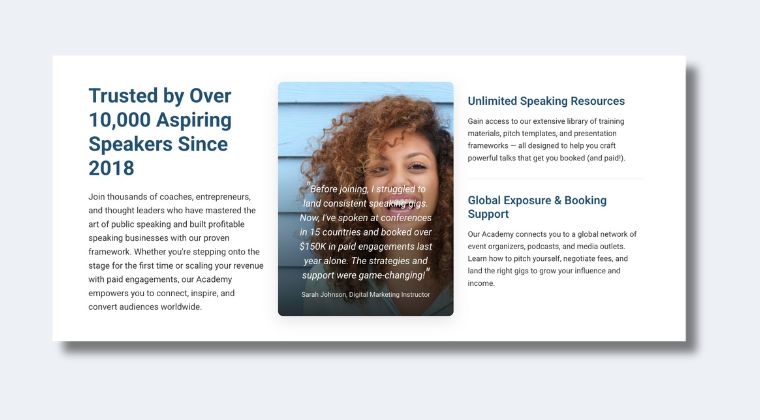 Trusted by Over
10,000 Aspiring
Speakers Since
2018
Join thousands of coaches, entrepreneurs,
and thought leaders who have mastered the
art of public speaking and built profitable
speaking businesses with our proven
framework. Whether you're stepping onto the
stage for the first time or scaling your revenue
with paid engagements, our Academy
empowers you to connect, inspire, and
convert audiences worldwide.
"Before joining, I struggled to
land consistent speaking gigs.
Now, I've spoken at conferences
in 15 countries and booked over
$150K in paid engagements last
year alone. The strategies and
support were game-changing!"
Sarah Johnson, Digital Marketing Instructor
Unlimited Speaking Resources
Gain access to our extensive library of training
materials, pitch templates, and presentation
frameworks — all designed to help you craft
powerful talks that get you booked (and paid!).
Global Exposure & Booking
Support
Our Academy connects you to a global network of
event organizers, podcasts, and media outlets.
Learn how to pitch yourself, negotiate fees, and
land the right gigs to grow your influence and
income.